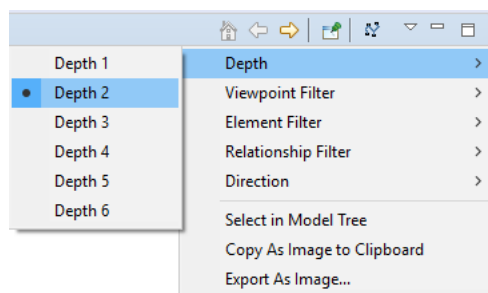 Depth
Viewpoint Filter
Element Filter
Relationship Filter
Direction
Select in Model Tree
Copy As Image to Clipboard
Export As Image...
Depth 1
Depth 2
Depth 3
Depth 4
Depth 5
Depth 6